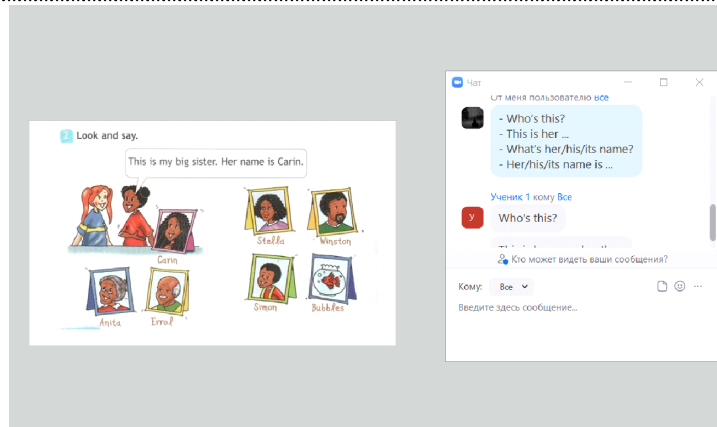 2 Look and say.
This is my big sister. Her name is Carin.
Carin
Stella
Winston
Anita
Errol
Simon
Bubbles
Чат
От меня пользователю Все
- Who's this?
- This is her ...
- What's her/his/its name?
- Her/his/its name is ...
Ученик 1 кому Все
У
Who's this?
Кто может видеть ваши сообщения?
Кому: Все
Введите здесь сообщение...